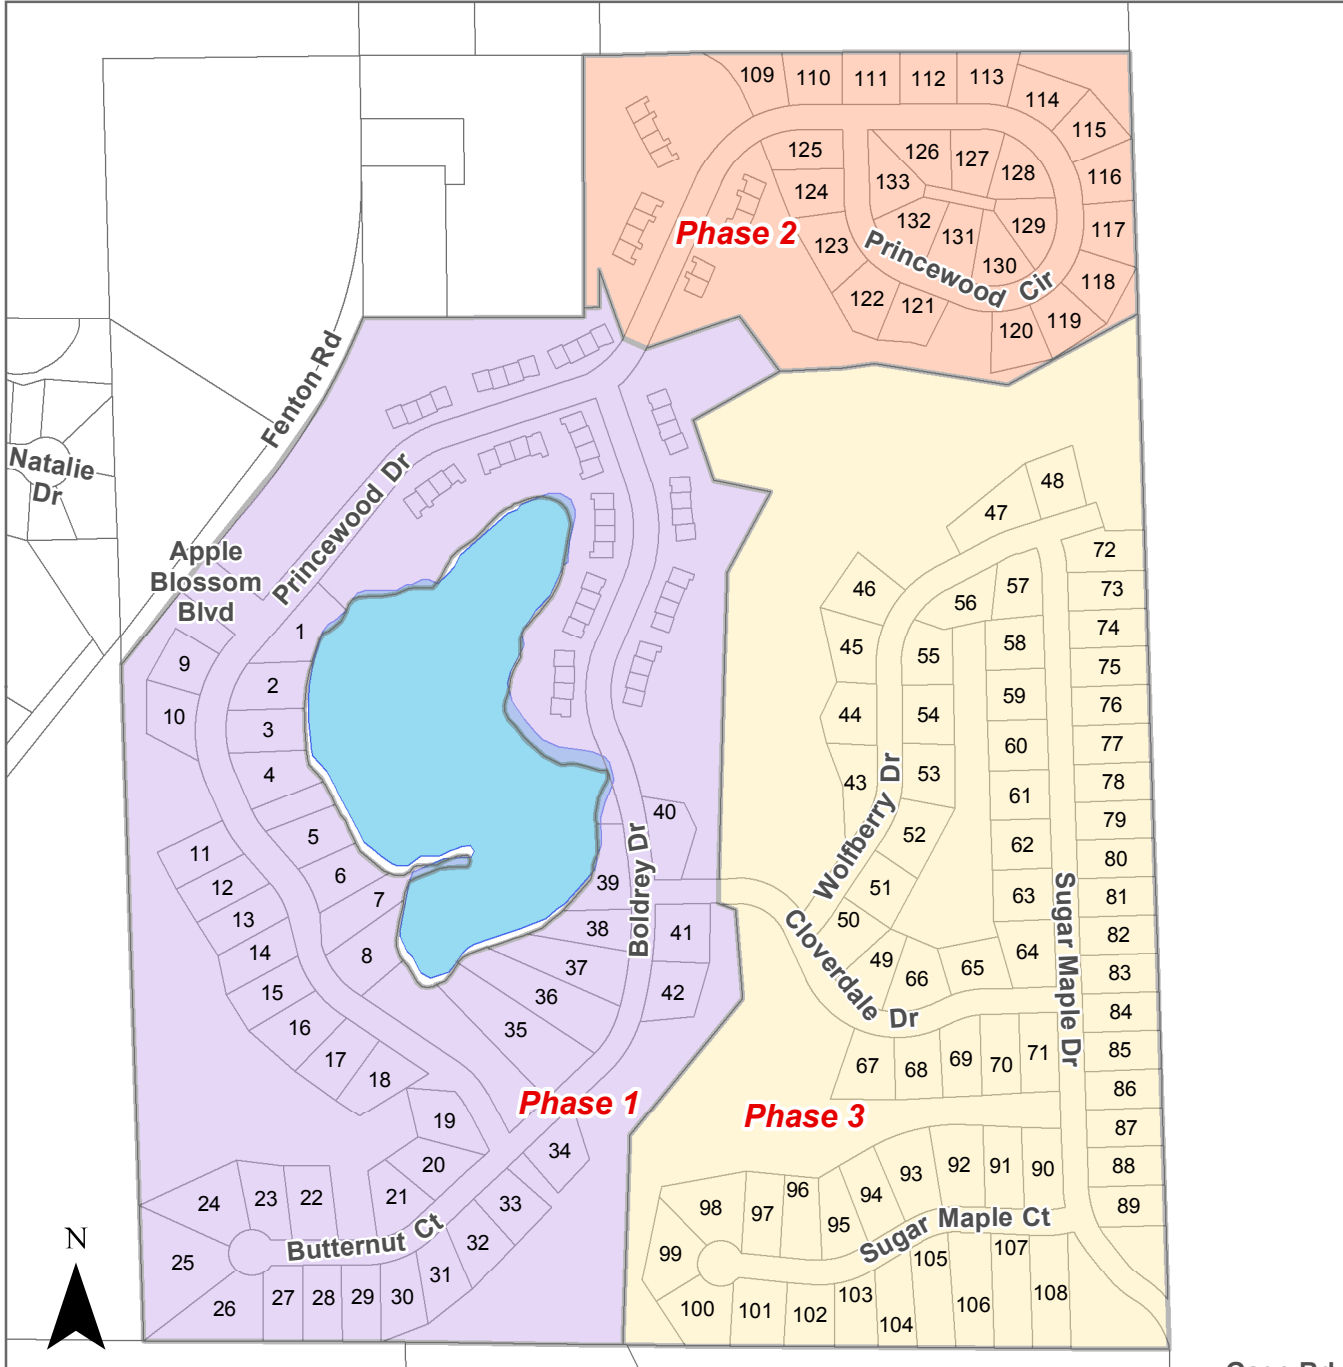 109 110 111 112 113
114
115
125 126 127 128 116
124 133
132 131 129 117
Phase 2
123
Princewood Cir
130
118
122 121
120 119
Fenton Rd
Natalie
Dr
48
47
Princewood Dr
Apple
Blossom
Blvd
72
46 56 57 73
1 74
45 55 58 75
9
2 59 76
10 3 44 54 60 77
4 43 53 61 78
Wolfberry Dr
40 79
5 52 62 80
11
6 Boldrey Dr
12 7 39 51 63 81
13 38 50 82
Cloverdale Dr
Sugar Maple Dr
14 8 41 64
37 49 66 65 83
15 36 42 84
16 35
17 67 68 69 70 71 85
18 86
Phase 1
Phase 3
19 87
34 88
20 93 92 91 90
21 94
24 23 22 33 98 97 96 95 89
Butternut Ct
Sugar Maple Ct
25 32 99 105 107
31
26 27 28 29 30 100 101 102 103 104 106 108
N